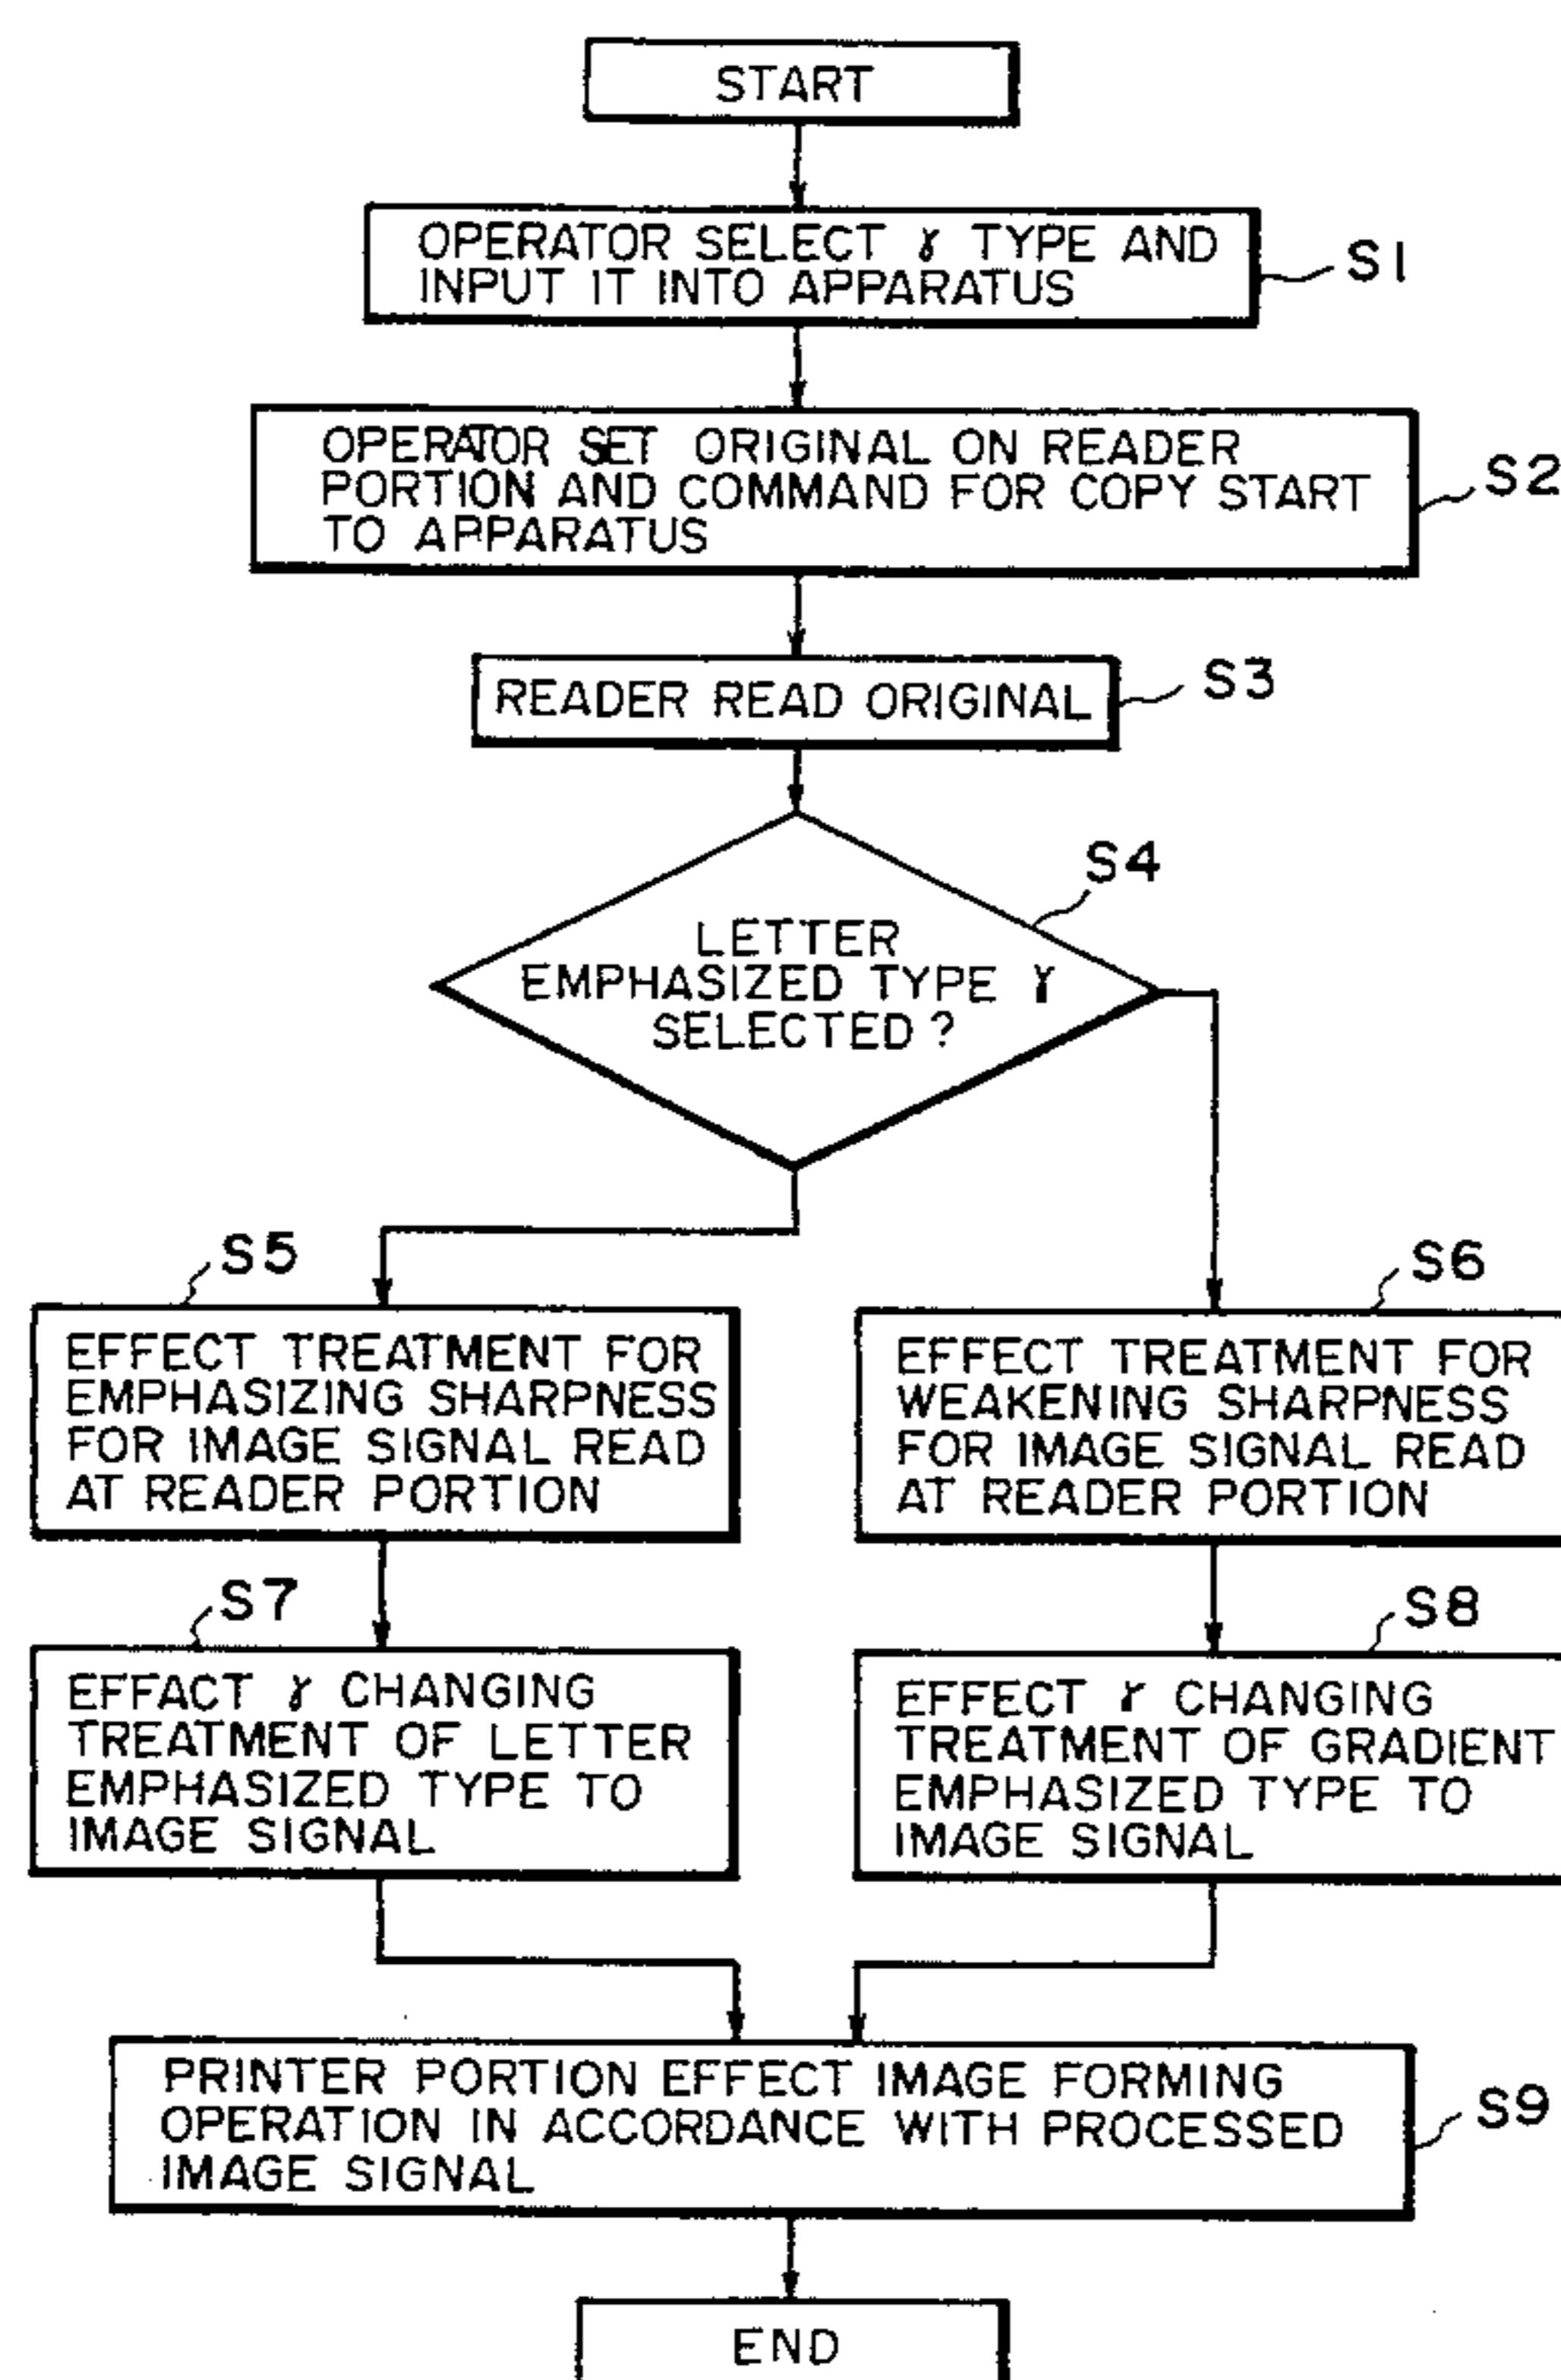 START
OPERATOR SELECT γ TYPE AND
INPUT IT INTO APPARATUS
S1
OPERATOR SET ORIGINAL ON READER
PORTION AND COMMAND FOR COPY START
TO APPARATUS
S2
READER READ ORIGINAL
S3
S4
LETTER
EMPHASIZED TYPE γ
SELECTED?
S5
EFFECT TREATMENT FOR
EMPHASIZING SHARPNESS
FOR IMAGE SIGNAL READ
AT READER PORTION
S6
EFFECT TREATMENT FOR
WEAKENING SHARPNESS
FOR IMAGE SIGNAL READ
AT READER PORTION
S7
EFFACT γ CHANGING
TREATMENT OF LETTER
EMPHASIZED TYPE TO
IMAGE SIGNAL
S8
EFFECT γ CHANGING
TREATMENT OF GRADIENT
EMPHASIZED TYPE TO
IMAGE SIGNAL
PRINTER PORTION EFFECT IMAGE FORMING
OPERATION IN ACCORDANCE WITH PROCESSED
IMAGE SIGNAL
S9
END